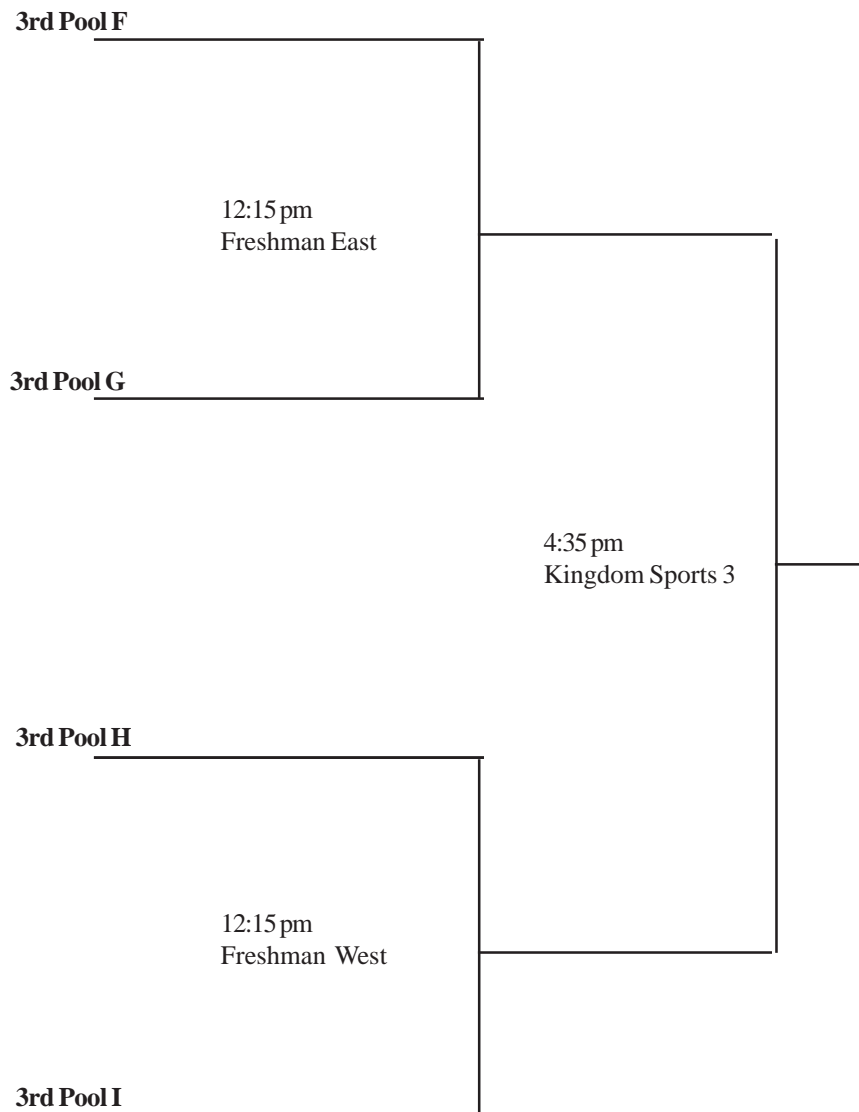 3rd Pool F
12:15 pm
Freshman East
3rd Pool G
4:35 pm
Kingdom Sports 3
3rd Pool H
12:15 pm
Freshman West
3rd Pool I